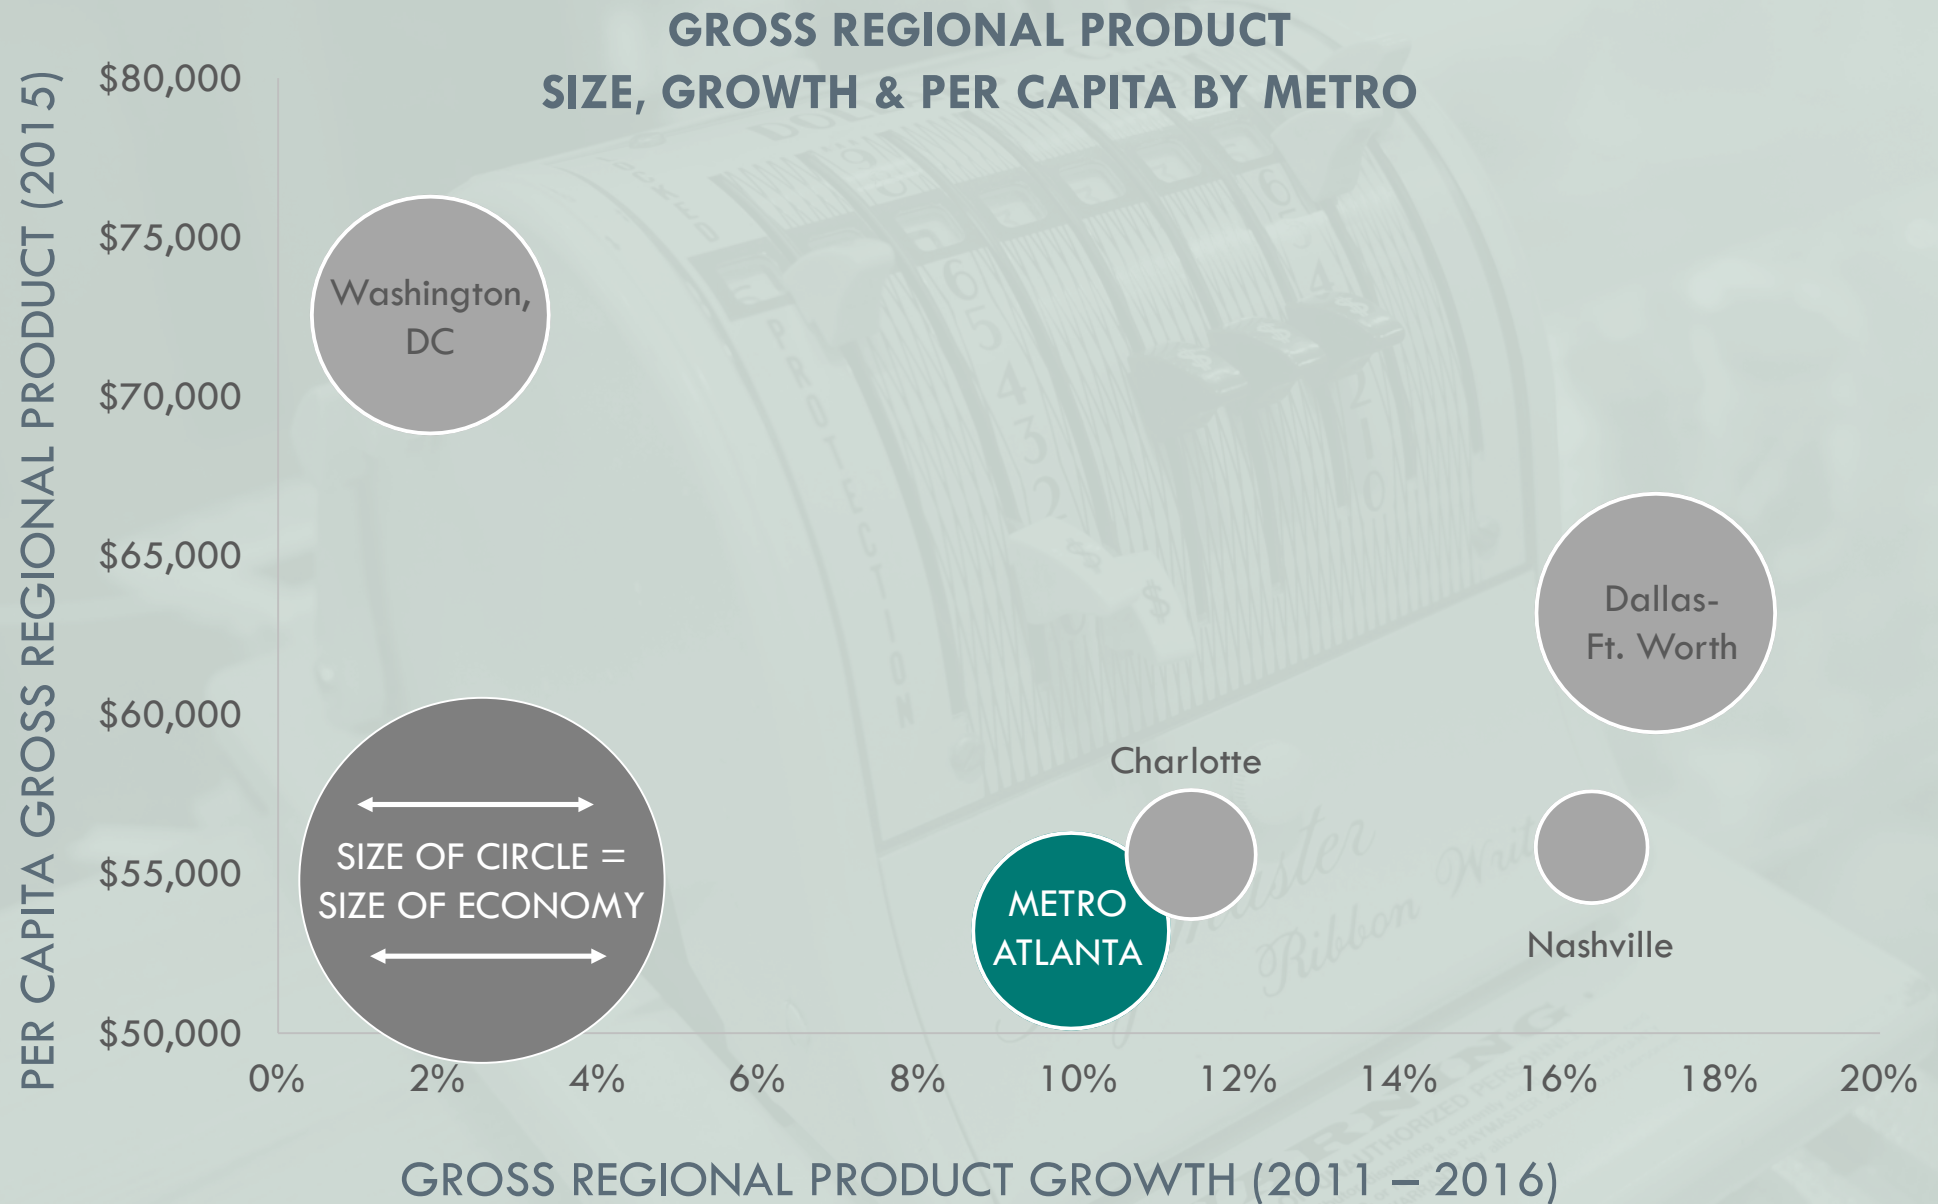 GROSS REGIONAL PRODUCT
SIZE, GROWTH & PER CAPITA BY METRO
PER CAPITA GROSS REGIONAL PRODUCT (2015)
$80,000
$75,000
$70,000
$65,000
$60,000
$55,000
$50,000
Washington,
DC
Dallas-
Ft. Worth
Charlotte
SIZE OF CIRCLE =
SIZE OF ECONOMY
METRO
ATLANTA
Nashville
0% 2% 4% 6% 8% 10% 12% 14% 16% 18% 20%
GROSS REGIONAL PRODUCT GROWTH (2011 – 2016)
Ribbon